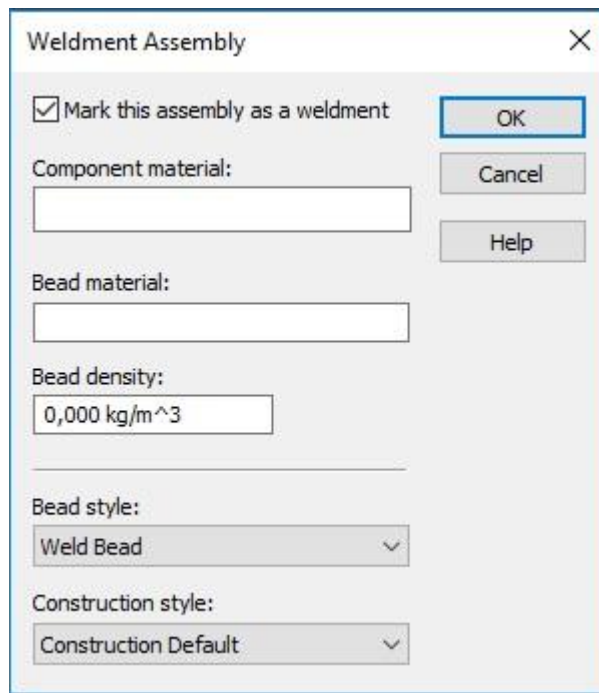 Weldment Assembly
Mark this assembly as a weldment
OK
Component material:
Cancel
Help
Bead material:
Bead density:
0,000 kg/m^3
Bead style:
Weld Bead
Construction style:
Construction Default